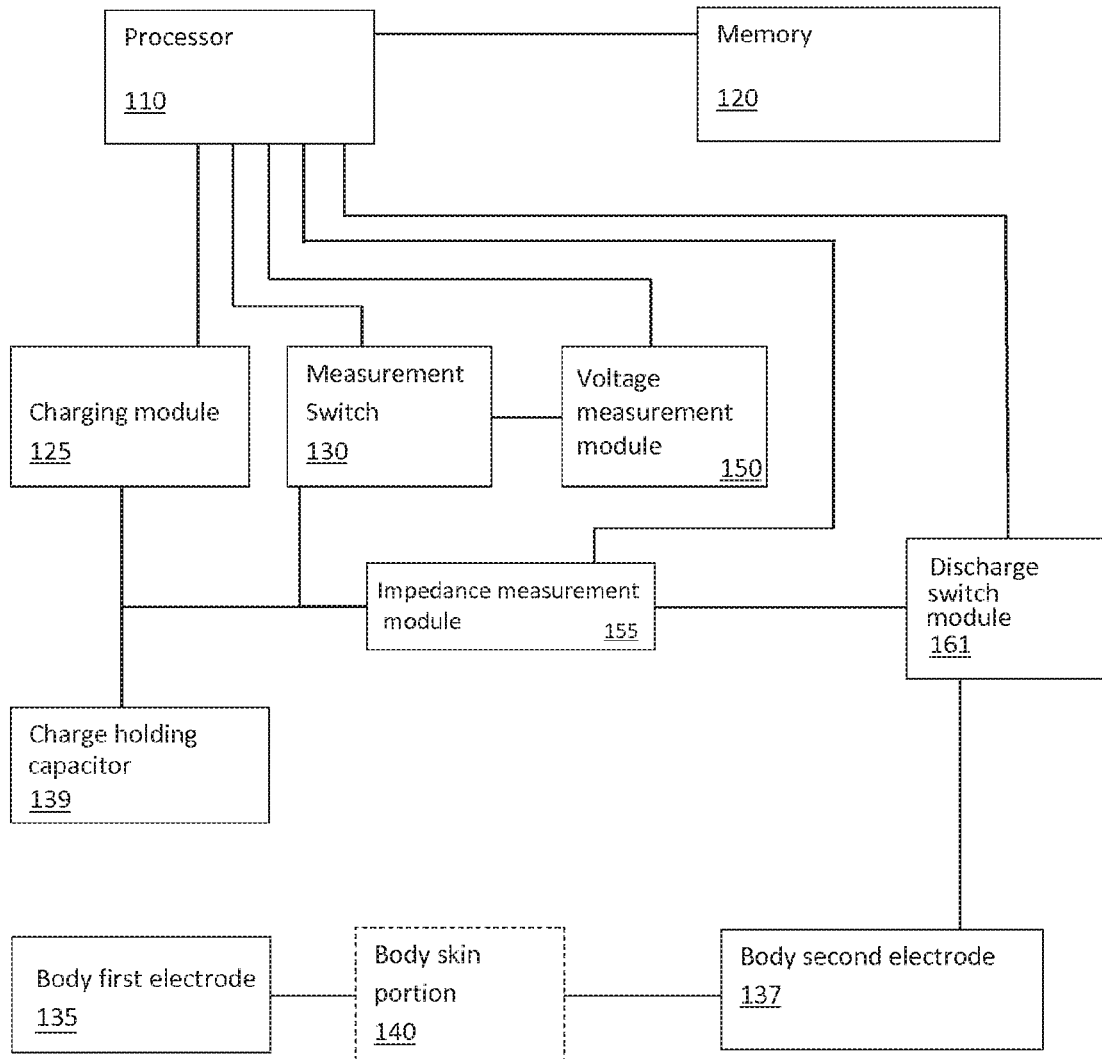 Processor
110
Memory
120
Charging module
125
Measurement
Switch
130
Voltage
measurement
module
150
Impedance measurement
module
155
Discharge
switch
module
161
Charge holding
capacitor
139
Body first electrode
135
Body skin
portion
140
Body second electrode
137